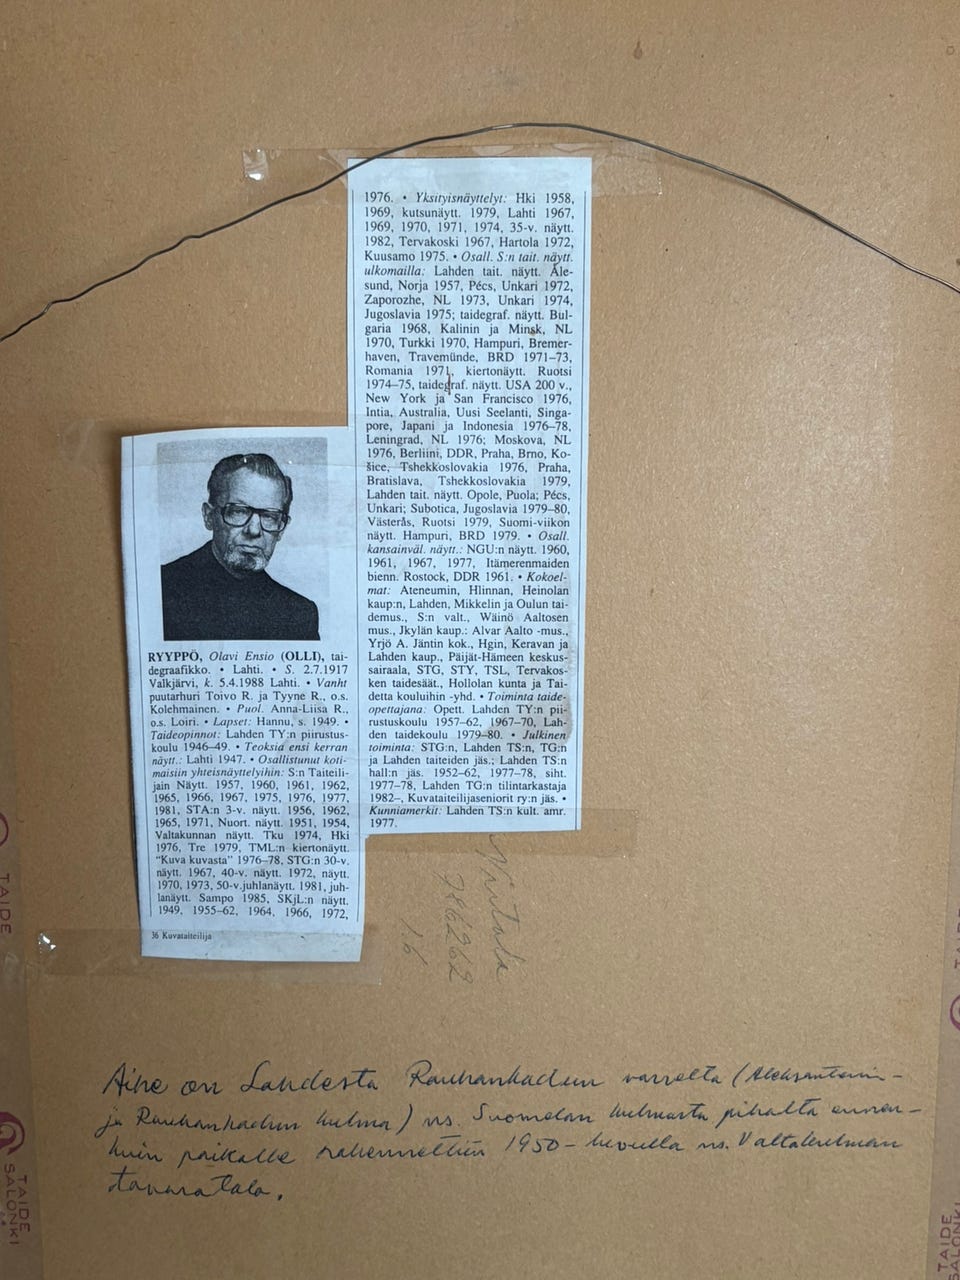 RYYPPÖ, Olavi Ensio (OLLI), tai-
degraafikko. • Lahti. • S. 2.7.1917
Valkjärvi, k. 5.4.1988 Lahti. • Vanht
puutarhuri Toivo R. ja Tyyne R., o.s.
Kolehmainen. • Puol. Anna-Liisa R.,
o.s. Loiri. • Lapset: Hannu, s. 1949. •
Taideopinnot: Lahden TY:n piirustus-
koulu 1946–49. • Teoksia ensi kerran
näytt.: Lahti 1947. • Osallistunut koti-
maisiin yhteisnäyttelyihin: S:n Taiteili-
jain Näytt. 1957, 1960, 1961, 1962,
1965, 1966, 1967, 1975, 1976, 1977,
1981, STA:n 3-v. näytt. 1956, 1962,
1965, 1971, Nuort. näytt. 1951, 1954,
Valtakunnan näytt. Tku 1974, Hki
1976, Tre 1979, TML:n kiertonäytt.
"Kuva kuvasta" 1976–78, STG:n 30-v.
näytt. 1967, 40-v. näytt. 1972, näytt.
1970, 1973, 50-v.juhlanäytt. 1981, juh-
lanäytt. Sampo 1985, SKjL:n näytt.
1949, 1955–62, 1964, 1966, 1972,
36 Kuvataiteilija
1976. • Yksityisnäyttelyt: Hki 1958,
1969, kutsunäytt. 1979, Lahti 1967,
1969, 1970, 1971, 1974, 35-v. näytt.
1982, Tervakoski 1967, Hartola 1972,
Kuusamo 1975. • Osall. S:n tait. näytt.
ulkomailla: Lahden tait. näytt. Åle-
sund, Norja 1957, Pécs, Unkari 1972,
Zaporozhe, NL 1973, Unkari 1974,
Jugoslavia 1975; taidegraf. näytt. Bul-
garia 1968, Kalinin ja Minsk, NL
1970, Turkki 1970, Hampuri, Bremer-
haven, Travemünde, BRD 1971–73,
Romania 1971, kiertonäytt. Ruotsi
1974–75, taidegraf. näytt. USA 200 v.,
New York ja San Francisco 1976,
Intia, Australia, Uusi Seelanti, Singa-
pore, Japani ja Indonesia 1976–78,
Leningrad, NL 1976; Moskova, NL
1976, Berliini, DDR, Praha, Brno, Ko-
šice, Tshekkoslovakia 1976, Praha,
Bratislava, Tshekkoslovakia 1979,
Lahden tait. näytt. Opole, Puola; Pécs,
Unkari; Subotica, Jugoslavia 1979–80,
Västerås, Ruotsi 1979, Suomi-viikon
näytt. Hampuri, BRD 1979. • Osall.
kansainväl. näytt.: NGU:n näytt. 1960,
1961, 1967, 1977, Itämerenmaiden
bienn. Rostock, DDR 1961. • Kokoel-
mat: Ateneumin, Hlinnan, Heinolan
kaup:n, Lahden, Mikkelin ja Oulun tai-
demus., S:n valt., Wäinö Aaltosen
mus., Jkylän kaup.: Alvar Aalto -mus.,
Yrjö A. Jäntin kok., Hgin, Keravan ja
Lahden kaup., Päijät-Hämeen keskus-
sairaala, STG, STY, TSL, Tervakos-
ken taidesäät., Hollolan kunta ja Tai-
detta kouluihin -yhd. • Toiminta taide-
opettajana: Opett. Lahden TY:n pii-
rustuskoulu 1957–62, 1967–70, Lah-
den taidekoulu 1979–80. • Julkinen
toiminta: STG:n, Lahden TS:n, TG:n
ja Lahden taiteiden jäs.; Lahden TS:n
hall:n jäs. 1952–62, 1977–78, siht.
1977–78, Lahden TG:n tilintarkastaja
1982–, Kuvataiteilijaseniorit ry:n jäs. •
Kunniamerkit: Lahden TS:n kult. amr.
1977.
Virtala
786262
1.6
Aihe on Lahdesta Rauhankadun varrelta (Aleksanterin-
ja Rauhankadun kulma) ns. Suomelan kulmasta pihalta ennen-
kuin paikalle rakennettiin 1950-luvulla ns. Valtakulman
tavaratalo.
TAIDE
TAIDE
SALONKI
TAIDE
TAIDE
SALONKI